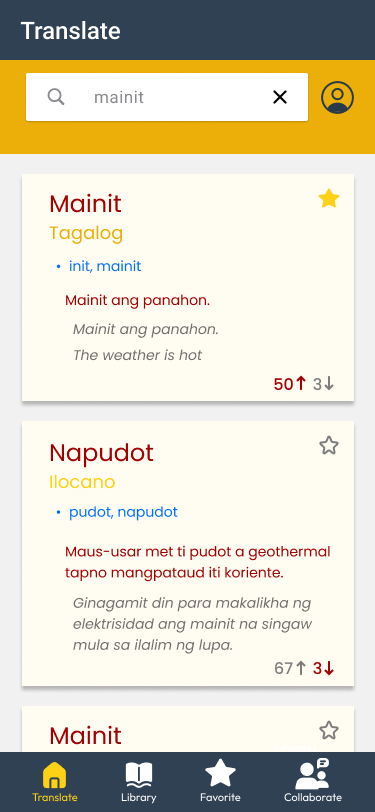 Translate
mainit
Mainit
Tagalog
• init, mainit
Mainit ang panahon.
Mainit ang panahon.
The weather is hot
50 3
Napudot
Ilocano
• pudot, napudot
Maus-usar met ti pudot a geothermal
tapno mangpataud iti koriente.
Ginagamit din para makalikha ng
elektrisidad ang mainit na singaw
mula sa ilalim ng lupa.
67 3
Mainit
Translate Library Favorite Collaborate